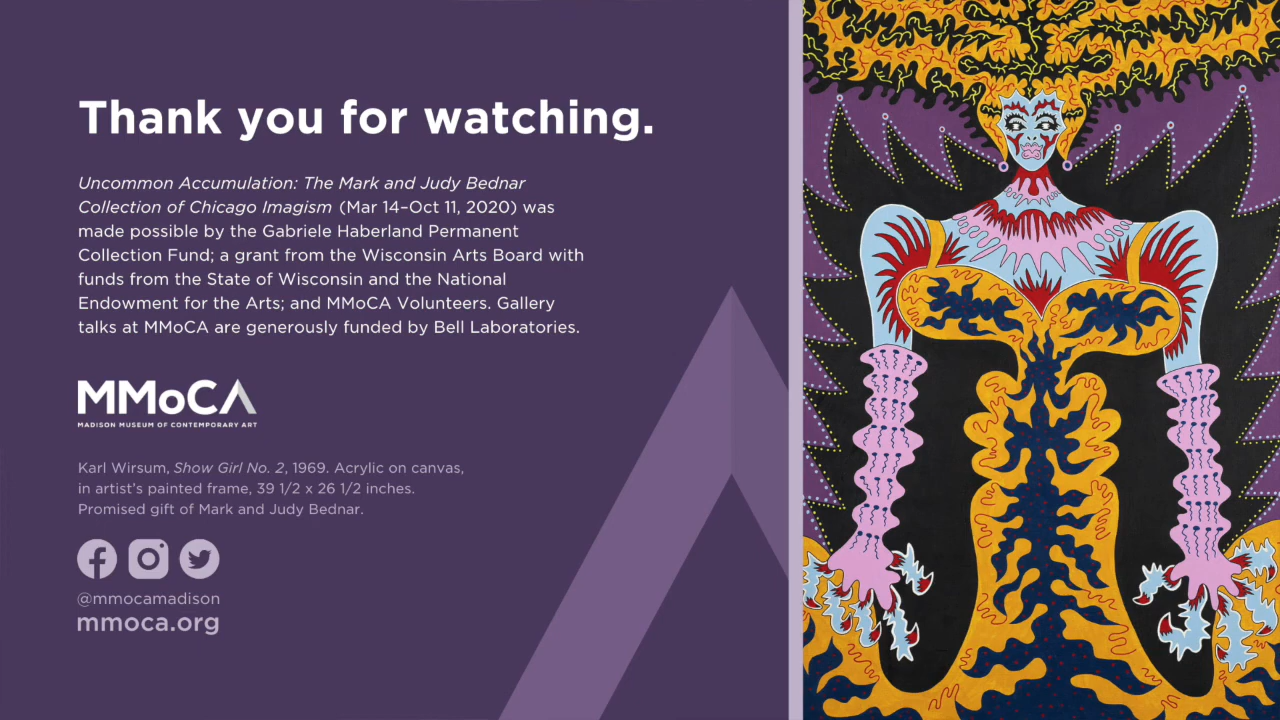 Thank you for watching.
Uncommon Accumulation: The Mark and Judy Bednar
Collection of Chicago Imagism (Mar 14–Oct 11, 2020) was
made possible by the Gabriele Haberland Permanent
Collection Fund; a grant from the Wisconsin Arts Board with
funds from the State of Wisconsin and the National
Endowment for the Arts; and MMoCA Volunteers. Gallery
talks at MMoCA are generously funded by Bell Laboratories.
MMoCA
MADISON MUSEUM OF CONTEMPORARY ART
Karl Wirsum, Show Girl No. 2, 1969. Acrylic on canvas,
in artist's painted frame, 39 1/2 x 26 1/2 inches.
Promised gift of Mark and Judy Bednar.
@mmocamadison
mmoca.org